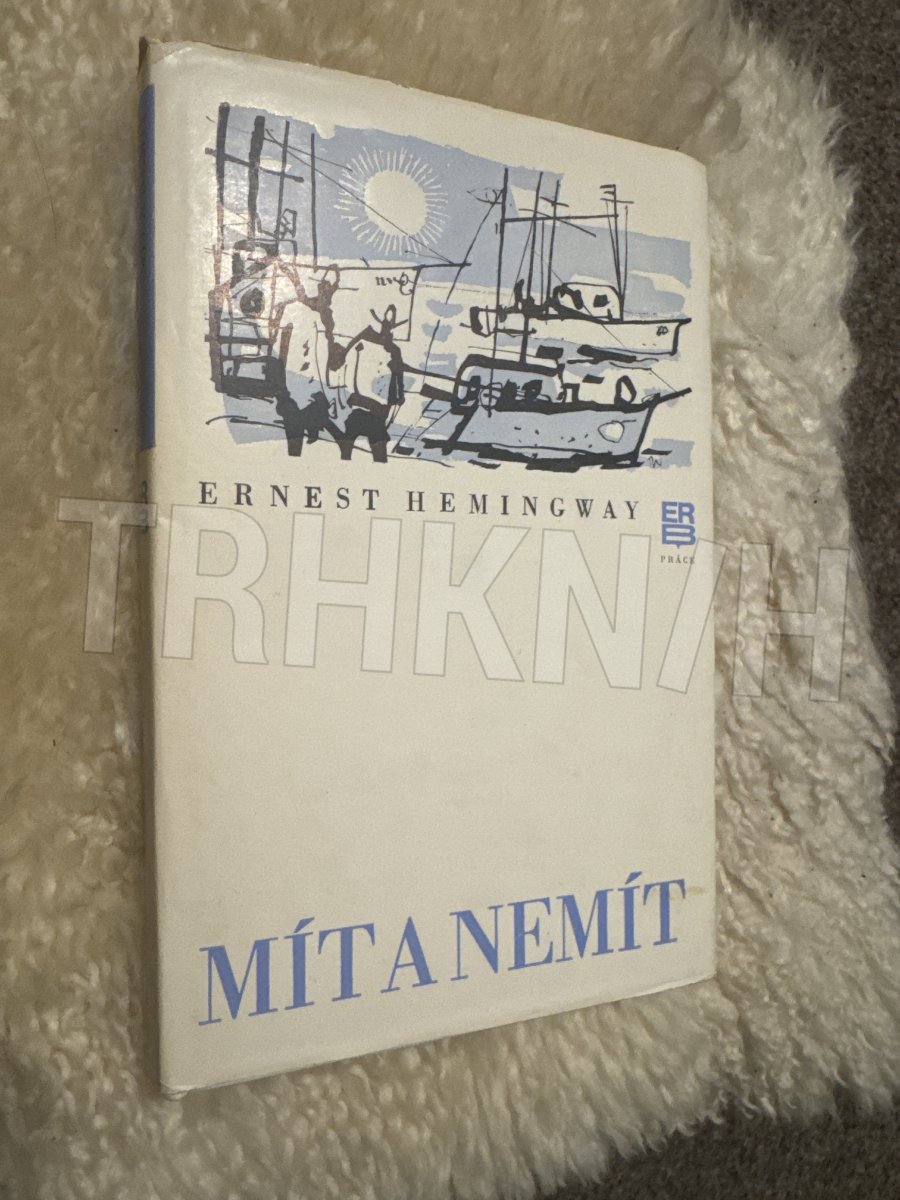 ERNEST HEMINGWAY
ER
B
PRÁCE
TRHKNIH
MÍT A NEMÍT